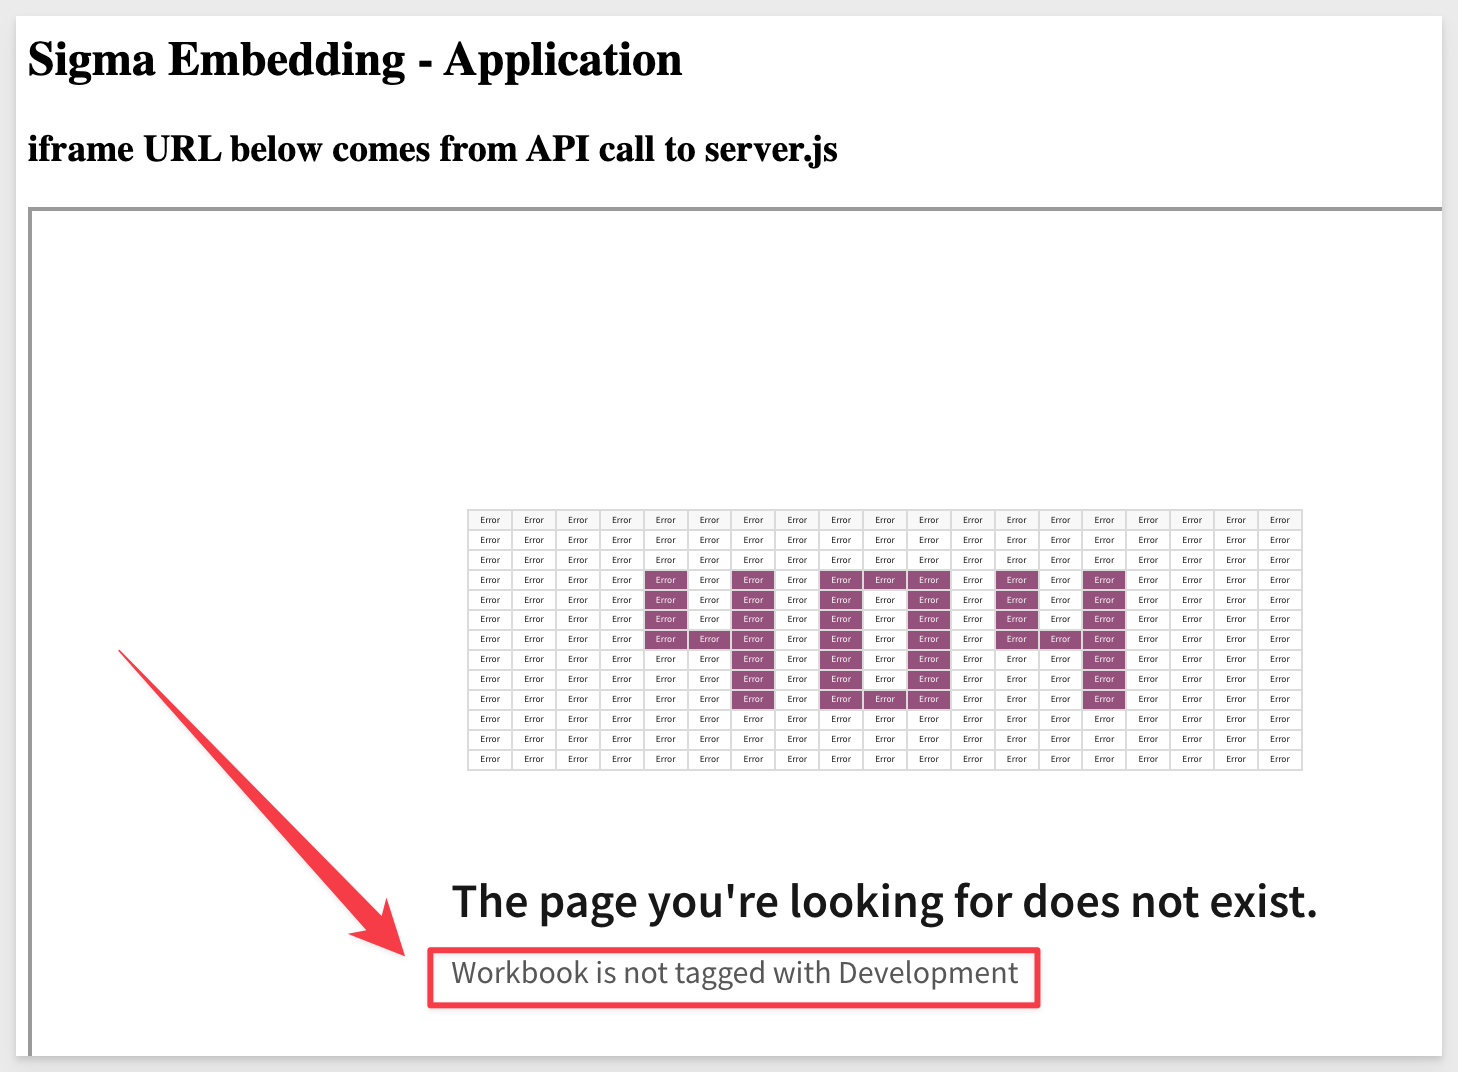 Sigma Embedding - Application
iframe URL below comes from API call to server.js
Error Error Error Error Error Error Error Error Error Error Error Error Error Error Error Error Error Error Error
Error Error Error Error Error Error Error Error Error Error Error Error Error Error Error Error Error Error Error
Error Error Error Error Error Error Error Error Error Error Error Error Error Error Error Error Error Error Error
Error Error Error Error Error Error Error Error Error Error Error Error Error Error Error Error Error Error Error
Error Error Error Error Error Error Error Error Error Error Error Error Error Error Error Error Error Error Error
Error Error Error Error Error Error Error Error Error Error Error Error Error Error Error Error Error Error Error
Error Error Error Error Error Error Error Error Error Error Error Error Error Error Error Error Error Error Error
Error Error Error Error Error Error Error Error Error Error Error Error Error Error Error Error Error Error Error
Error Error Error Error Error Error Error Error Error Error Error Error Error Error Error Error Error Error Error
Error Error Error Error Error Error Error Error Error Error Error Error Error Error Error Error Error Error Error
Error Error Error Error Error Error Error Error Error Error Error Error Error Error Error Error Error Error Error
Error Error Error Error Error Error Error Error Error Error Error Error Error Error Error Error Error Error Error
Error Error Error Error Error Error Error Error Error Error Error Error Error Error Error Error Error Error Error
The page you're looking for does not exist.
Workbook is not tagged with Development